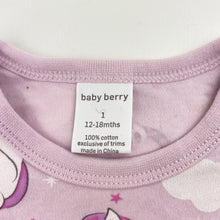 baby berry
1
12-18mths
100% cotton
exclusive of trims
made in China